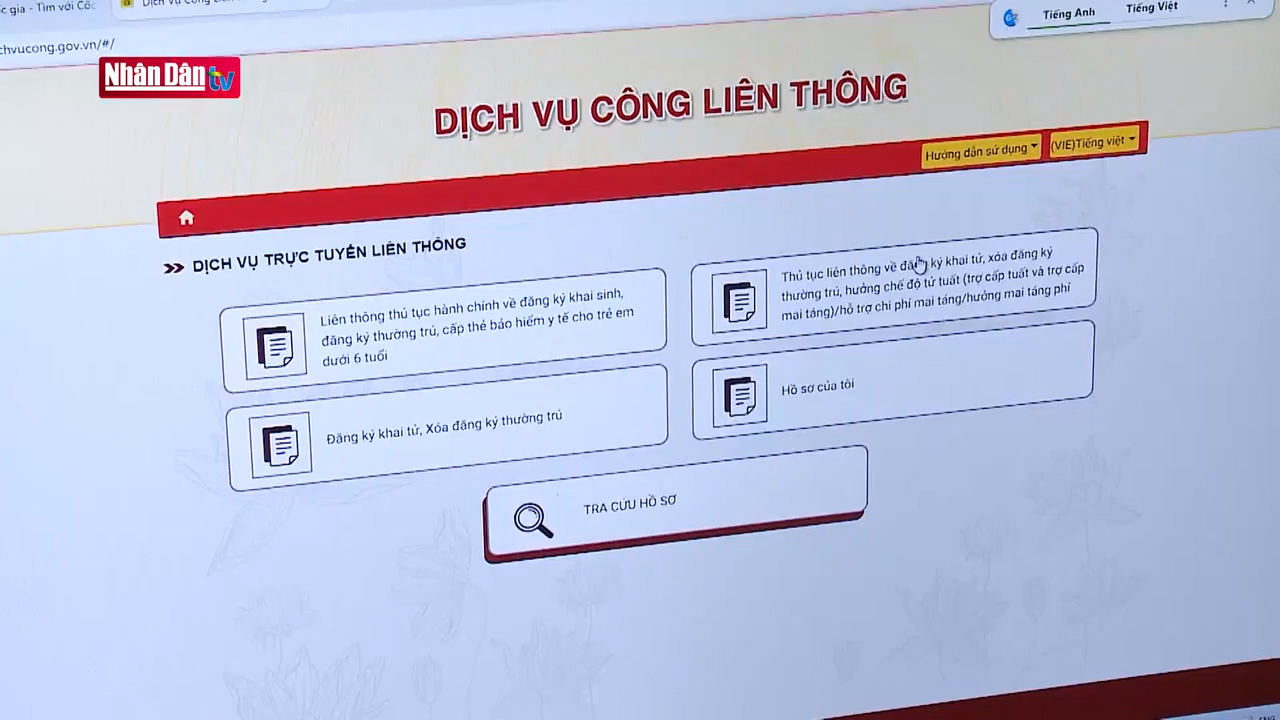 ốc gia - Tìm với Cốc
Dịch Vụ Công Liên
Tiếng Anh
Tiếng Việt
chvucong.gov.vn/#/
Nhân Dân tv
DỊCH VỤ CÔNG LIÊN THÔNG
Hướng dẫn sử dụng
(VIE)Tiếng việt
DỊCH VỤ TRỰC TUYẾN LIÊN THÔNG
Liên thông thủ tục hành chính về đăng ký khai sinh,
đăng ký thường trú, cấp thẻ bảo hiểm y tế cho trẻ em
dưới 6 tuổi
Thủ tục liên thông về đăng ký khai tử, xóa đăng ký
thường trú, hưởng chế độ tử tuất (trợ cấp tuất và trợ cấp
mai táng)/hỗ trợ chi phí mai táng/hưởng mai táng phí
Đăng ký khai tử, Xóa đăng ký thường trú
Hồ sơ của tôi
TRA CỨU HỒ SƠ